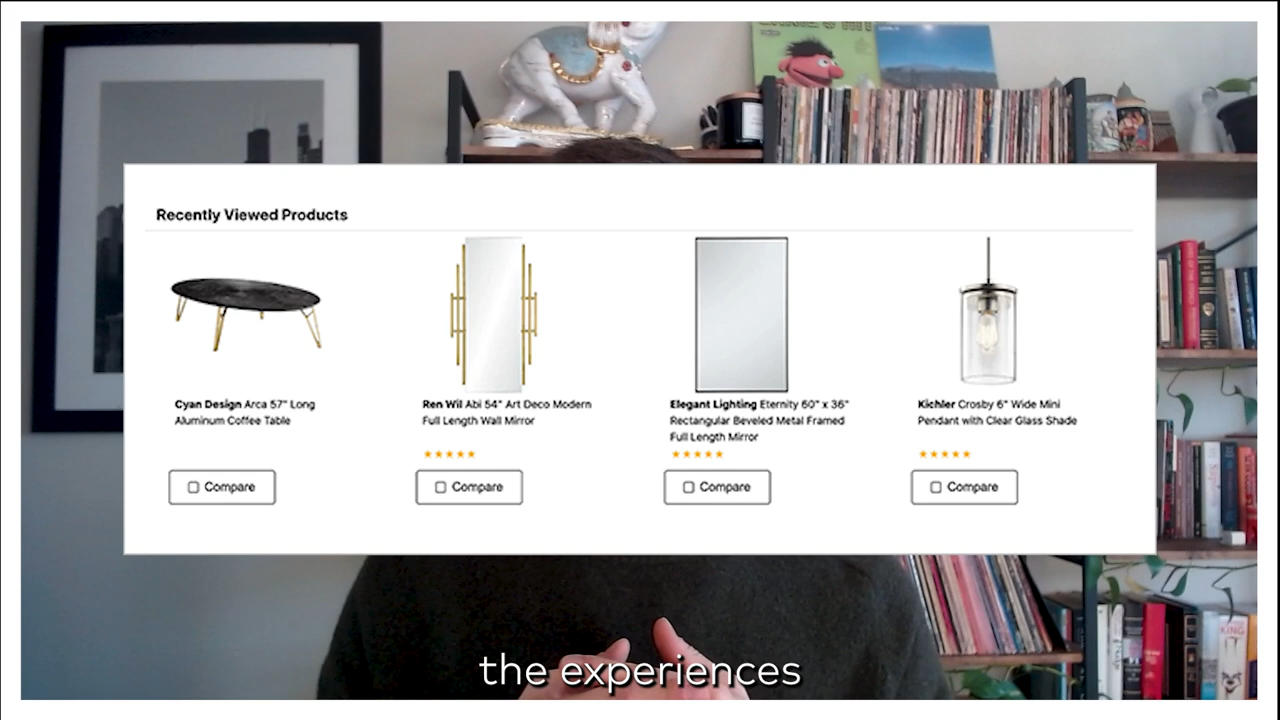 Recently Viewed Products
Cyan Design Arca 57" Long
Aluminum Coffee Table
Compare
Ren Wil Abi 54" Art Deco Modern
Full Length Wall Mirror
★★★★★
Compare
Elegant Lighting Eternity 60" x 36"
Rectangular Beveled Metal Framed
Full Length Mirror
★★★★★
Compare
Kichler Crosby 6" Wide Mini
Pendant with Clear Glass Shade
★★★★★
Compare
KING
the experiences